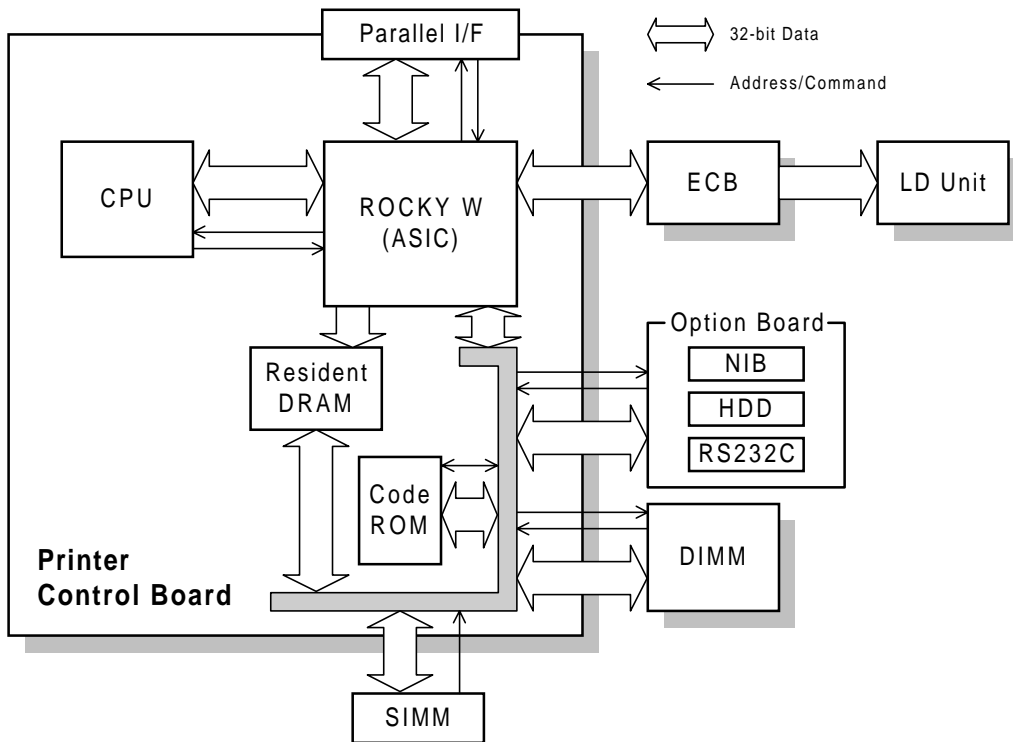 Parallel I/F
32-bit Data
Address/Command
CPU
ROCKY W
(ASIC)
ECB
LD Unit
Resident
DRAM
Option Board
NIB
HDD
RS232C
Code
ROM
DIMM
Printer
Control Board
SIMM